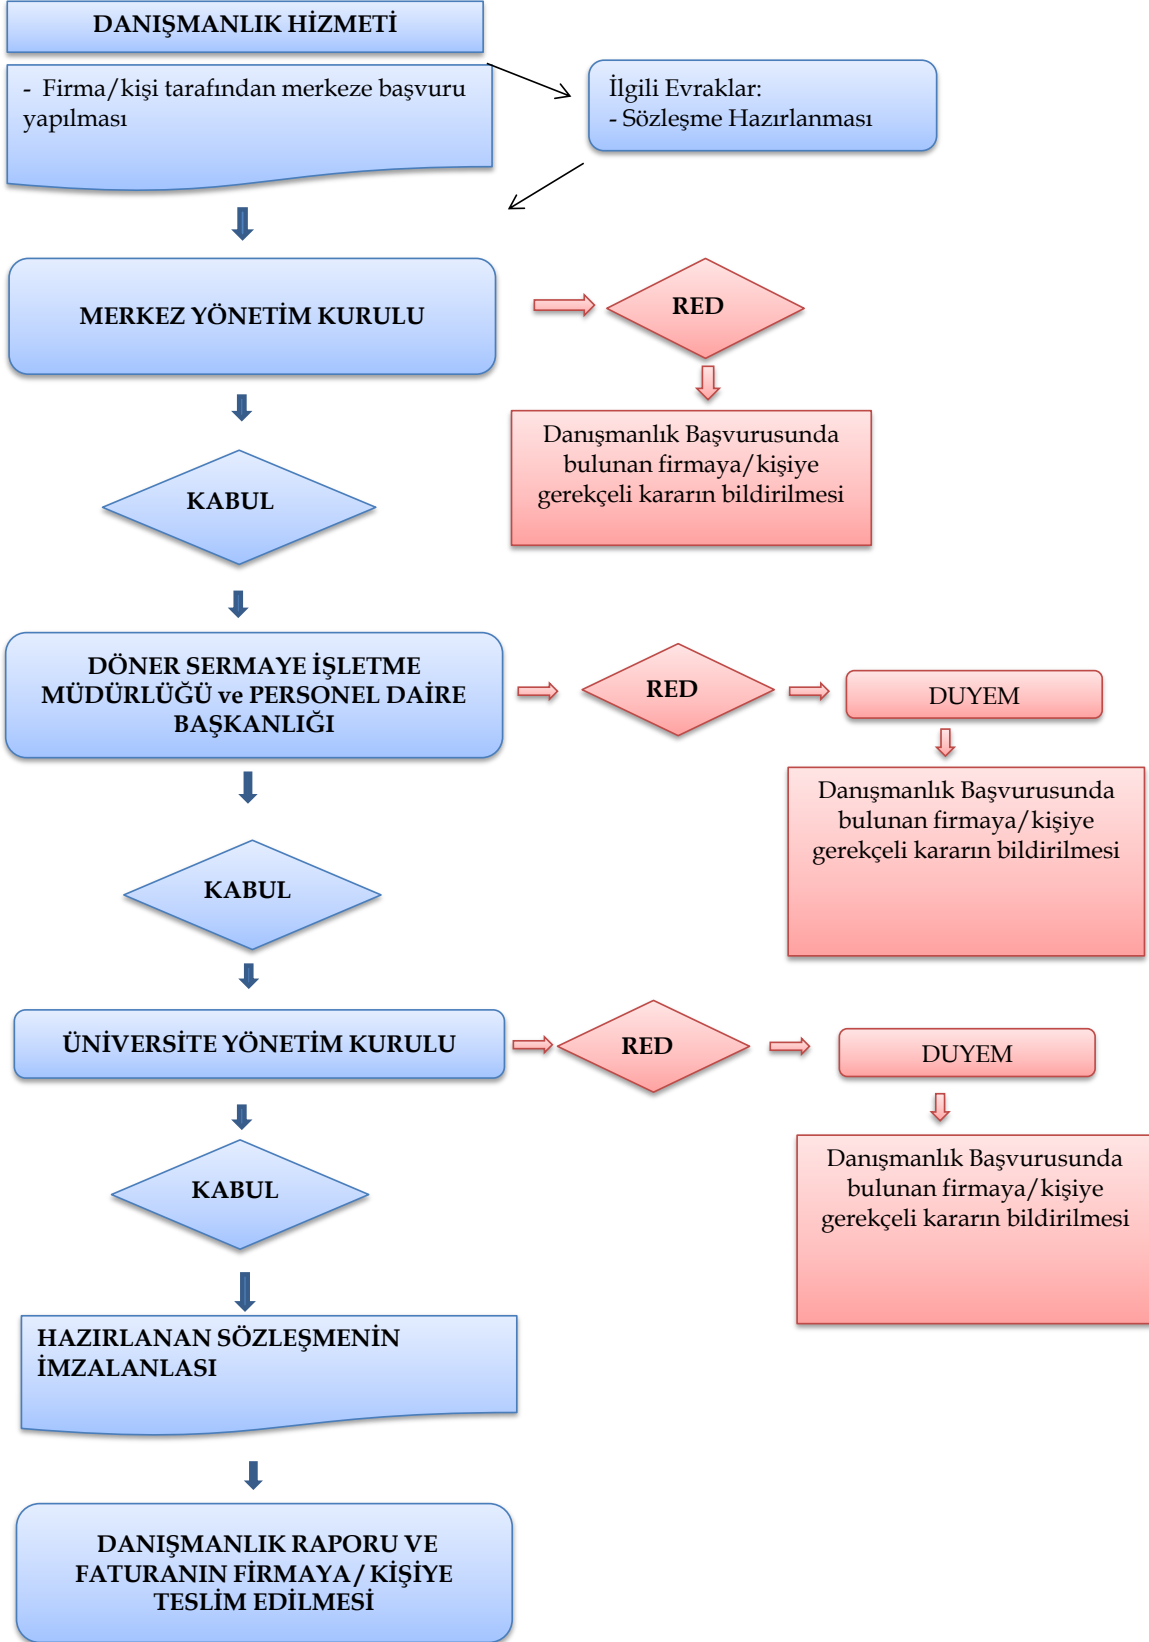 DANIŞMANLIK HİZMETİ
- Firma/kişi tarafından merkeze başvuru
yapılması
İlgili Evraklar:
- Sözleşme Hazırlanması
MERKEZ YÖNETİM KURULU
RED
Danışmanlık Başvurusunda
bulunan firmaya/kişiye
gerekçeli kararın bildirilmesi
KABUL
DÖNER SERMAYE İŞLETME
MÜDÜRLÜĞÜ ve PERSONEL DAİRE
BAŞKANLIĞI
RED
DUYEM
Danışmanlık Başvurusunda
bulunan firmaya/kişiye
gerekçeli kararın bildirilmesi
KABUL
ÜNİVERSİTE YÖNETİM KURULU
RED
DUYEM
Danışmanlık Başvurusunda
bulunan firmaya/kişiye
gerekçeli kararın bildirilmesi
KABUL
HAZIRLANAN SÖZLEŞMENİN
İMZALANLASI
DANIŞMANLIK RAPORU VE
FATURANIN FİRMAYA / KİŞİYE
TESLİM EDİLMESİ